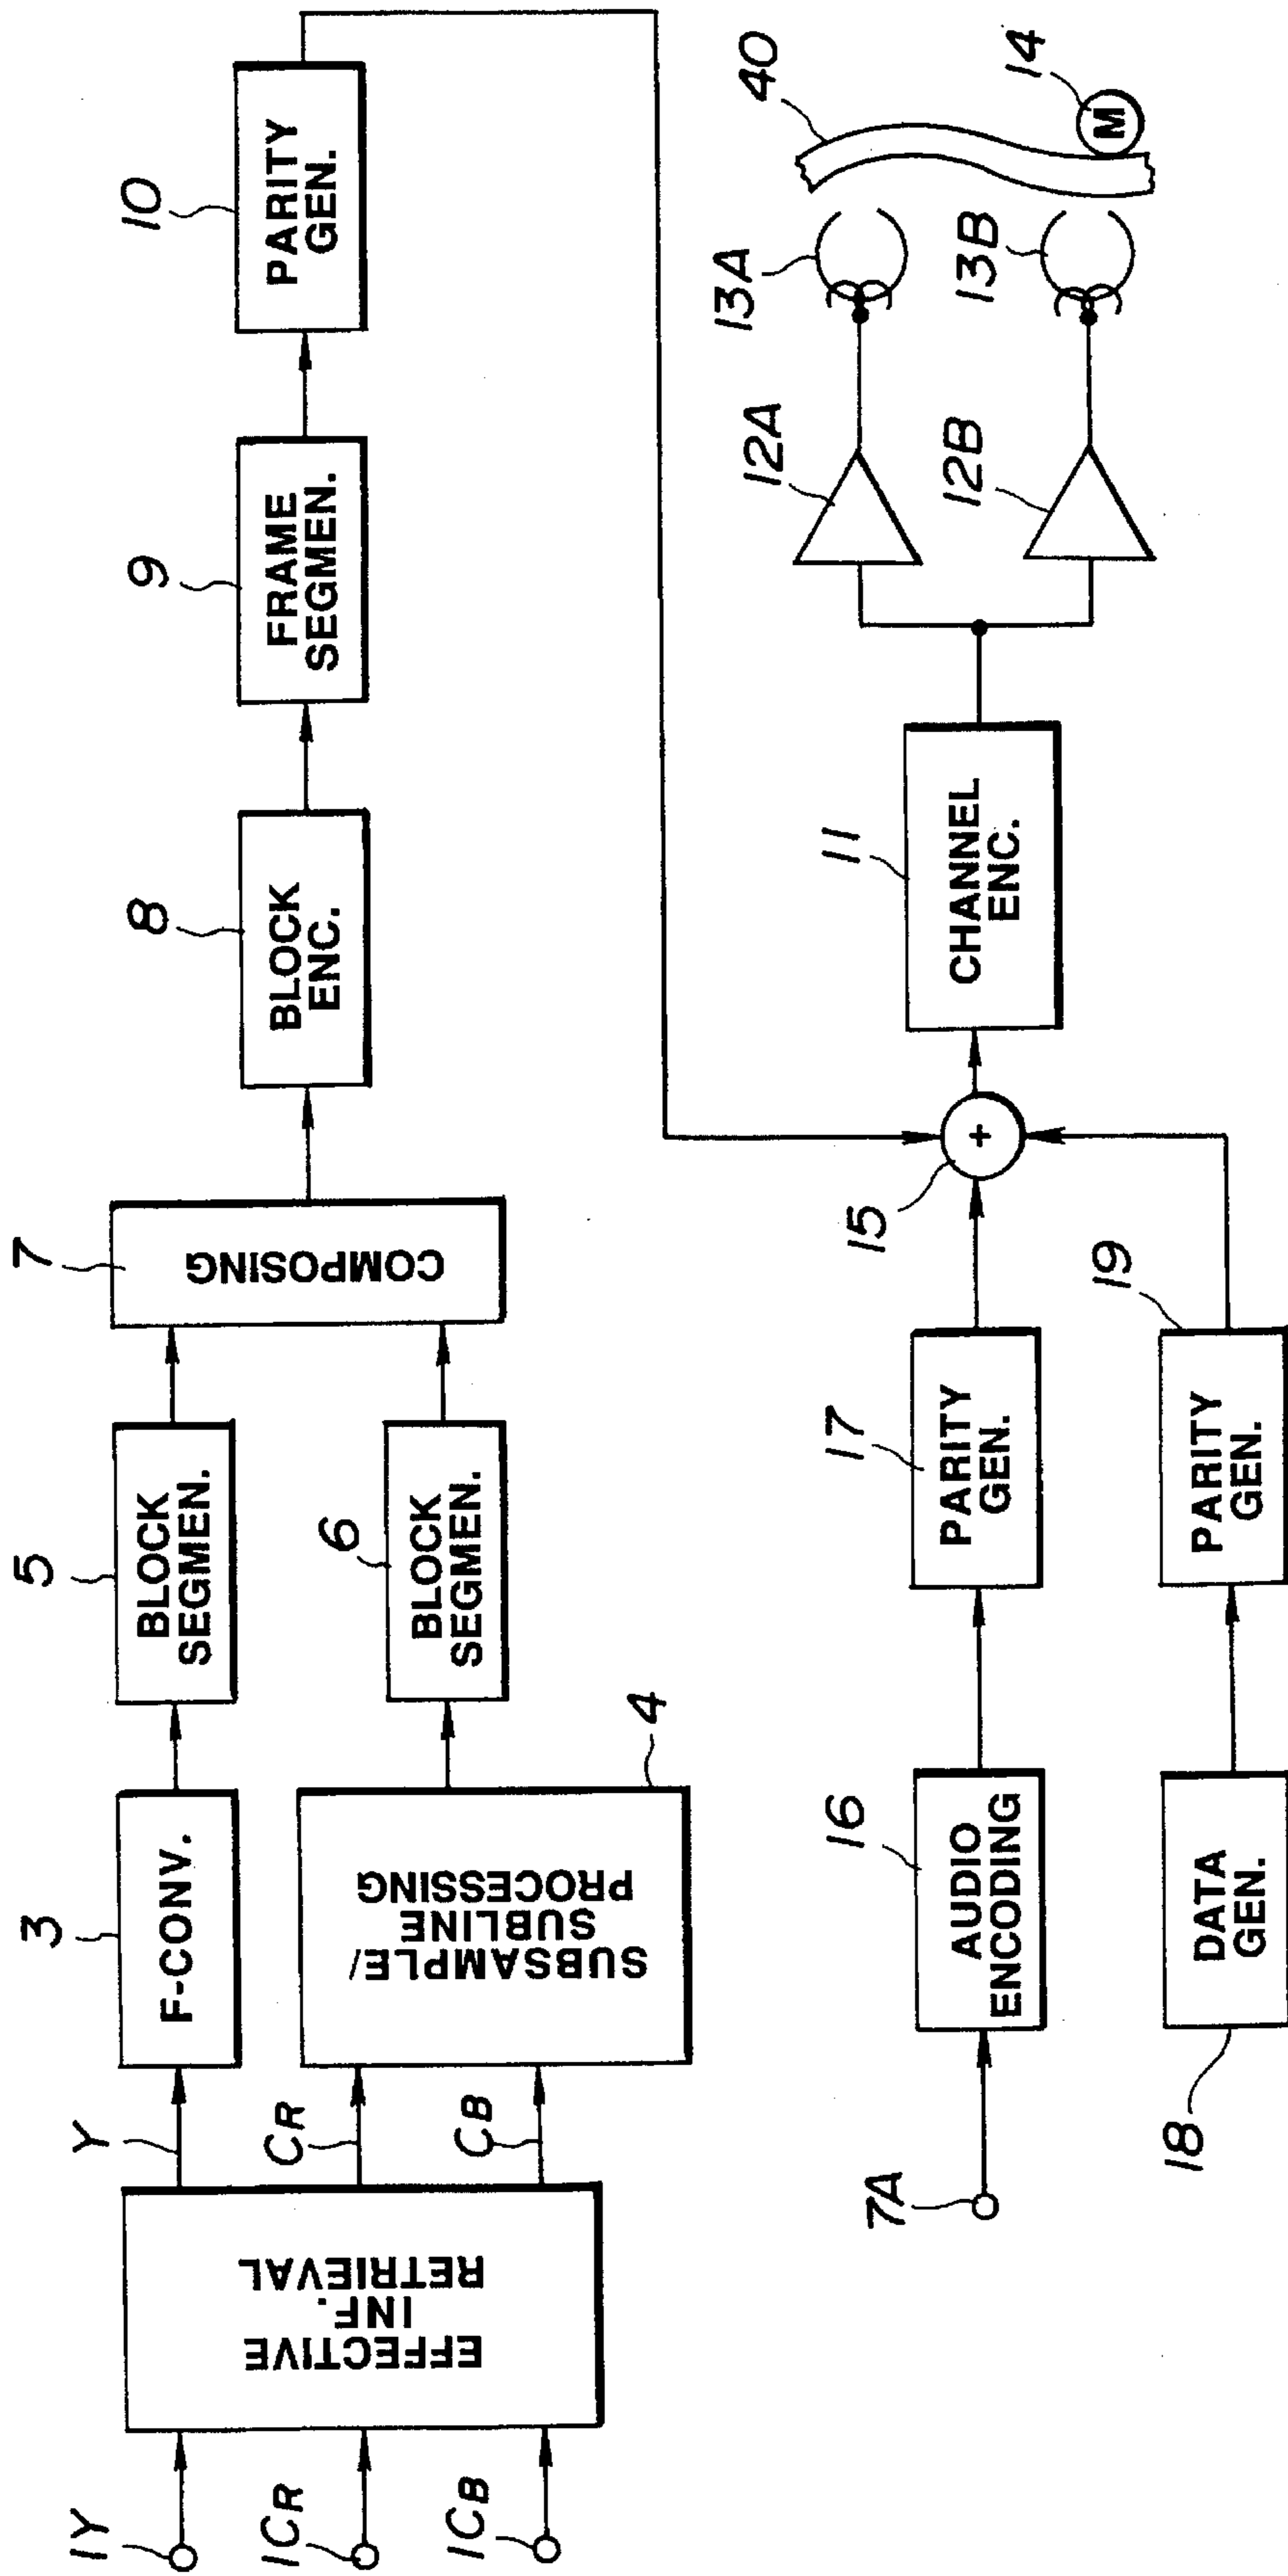 1Y
1CR
1CB
EFFECTIVE
INF.
RETRIEVAL
Y
CR
CB
3
F-CONV.
4
SUBSAMPLE/
SUBLINE
PROCESSING
5
BLOCK
SEGMEN.
6
BLOCK
SEGMEN.
7
COMPOSING
8
BLOCK
ENC.
9
FRAME
SEGMEN.
10
PARITY
GEN.
7A
16
AUDIO
ENCODING
17
PARITY
GEN.
18
DATA
GEN.
19
PARITY
GEN.
15
+
11
CHANNEL
ENC.
12A
12B
13A
13B
40
14
M